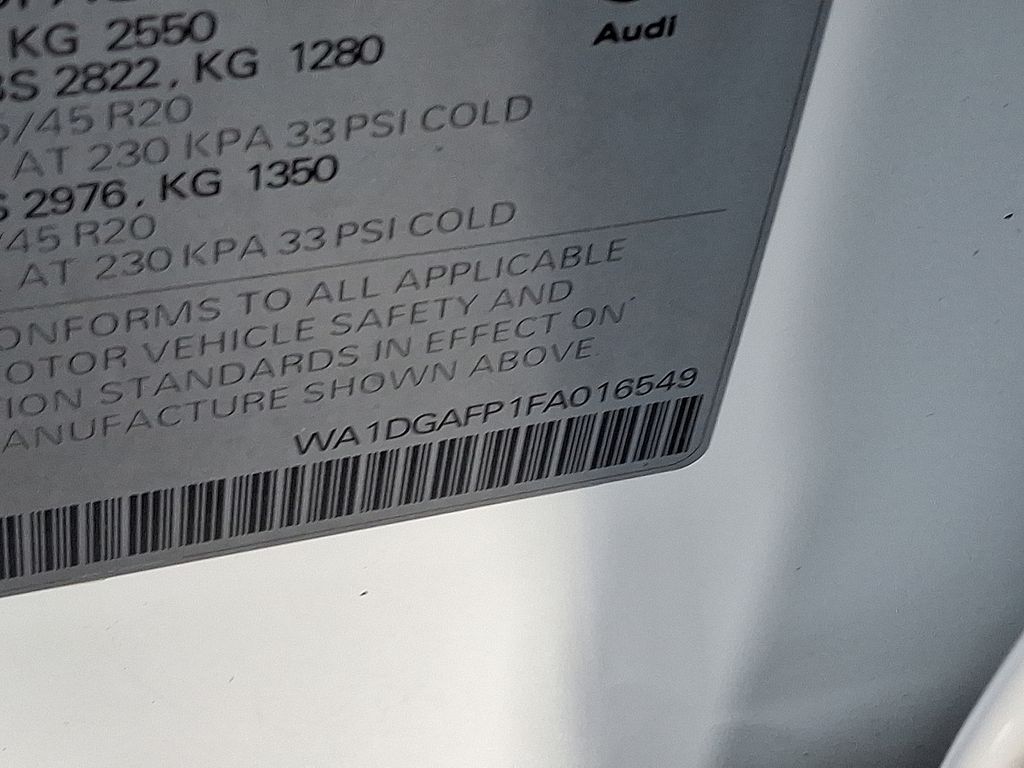 Audi
KG 2550
BS 2822, KG 1280
/45 R20
AT 230 KPA 33 PSI COLD
2976, KG 1350
/45 R20
AT 230 KPA 33 PSI COLD
ONFORMS TO ALL APPLICABLE
OTOR VEHICLE SAFETY AND
ION STANDARDS IN EFFECT ON
ANUFACTURE SHOWN ABOVE.
WA1DGAFP1FA016549